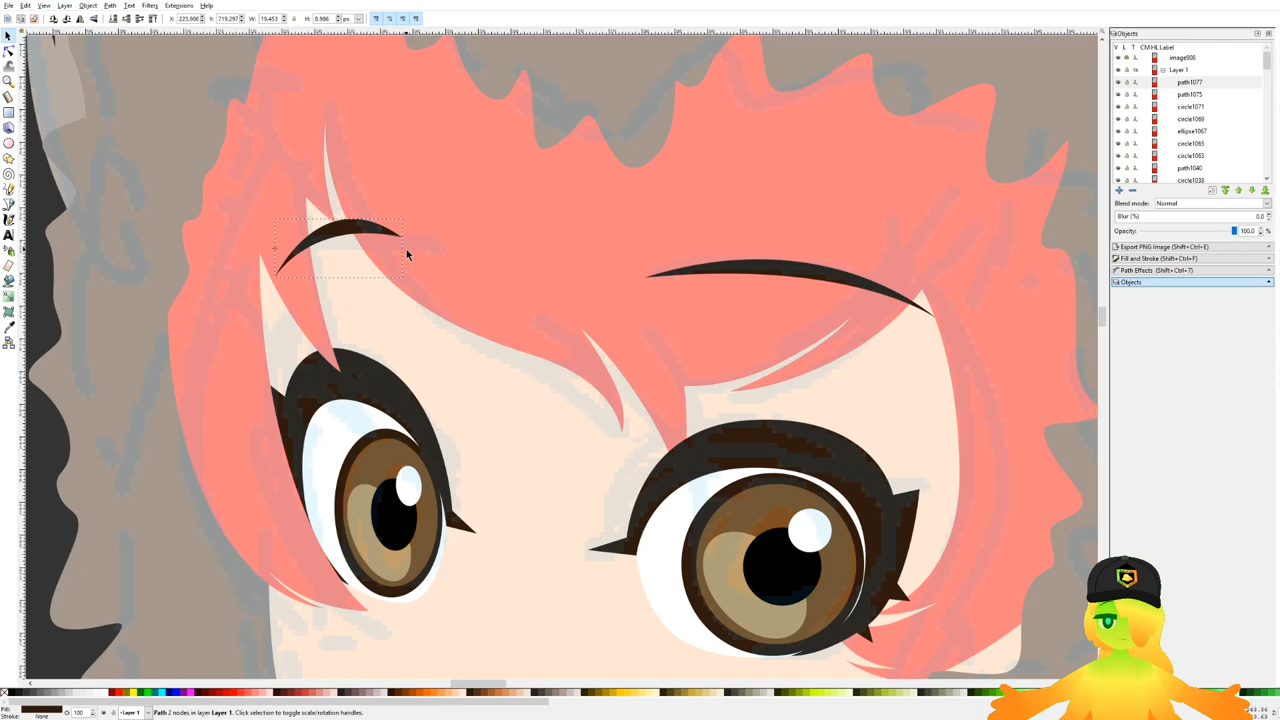 File Edit View Layer Object Path Text Filters Extensions Help
X: 223.906 Y: 719.297 W: 19.453 H: 8.986 px
Objects
V L T CM HL Label
image908
Layer 1
path1077
path1075
circle1071
circle1069
ellipse1067
circle1065
circle1063
path1040
circle1038
Blend mode: Normal
Blur (%) 0.0
Opacity: 100.0 %
Export PNG Image (Shift+Ctrl+E)
Fill and Stroke (Shift+Ctrl+F)
Path Effects (Shift+Ctrl+7)
Objects
Fill:
Stroke: None
O: 100
Layer 1
Path 2 nodes in layer Layer 1. Click selection to toggle scale/rotation handles.